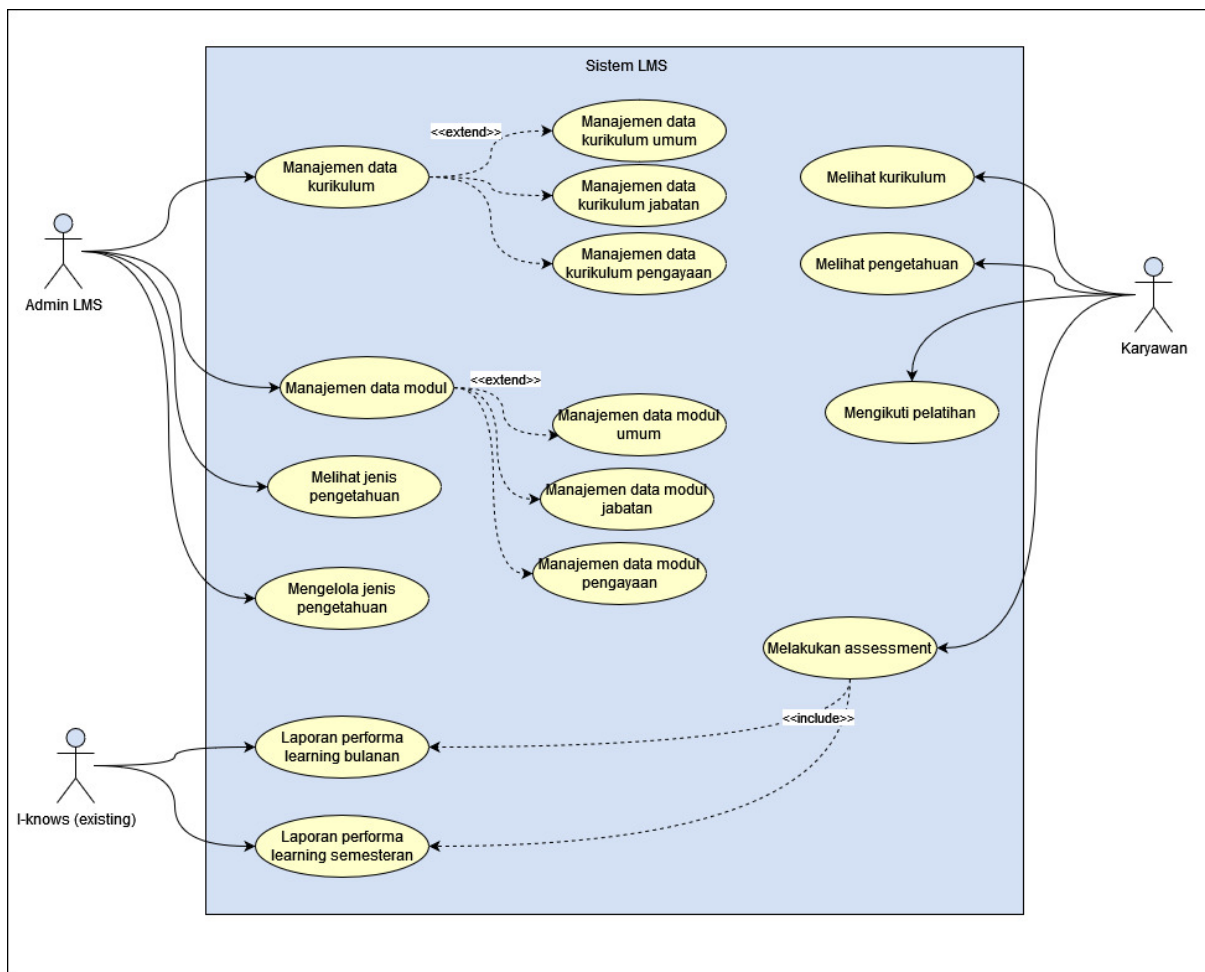 Sistem LMS
<<extend>>
Manajemen data
kurikulum umum
Manajemen data
kurikulum
Manajemen data
kurikulum jabatan
Manajemen data
kurikulum pengayaan
Melihat kurikulum
Melihat pengetahuan
Admin LMS
Karyawan
Manajemen data modul
<<extend>>
Manajemen data modul
umum
Mengikuti pelatihan
Melihat jenis
pengetahuan
Manajemen data modul
jabatan
Manajemen data modul
pengayaan
Mengelola jenis
pengetahuan
Melakukan assessment
<<include>>
Laporan performa
learning bulanan
I-knows (existing)
Laporan performa
learning semesteran